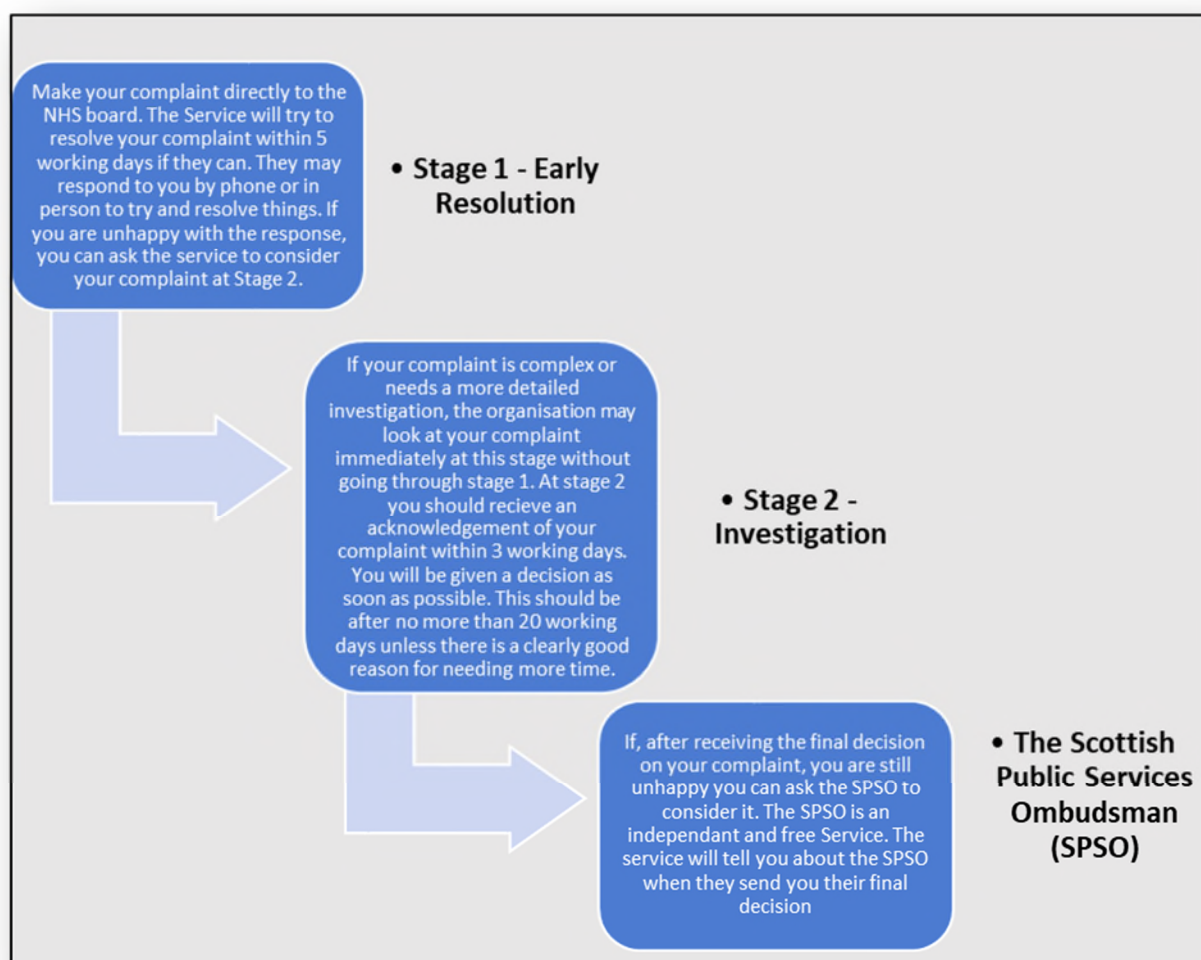 Make your complaint directly to the
NHS board. The Service will try to
resolve your complaint within 5
working days if they can. They may
respond to you by phone or in
person to try and resolve things. If
you are unhappy with the response,
you can ask the service to consider
your complaint at Stage 2.
• Stage 1 - Early
Resolution
If your complaint is complex or
needs a more detailed
investigation, the organisation may
look at your complaint
immediately at this stage without
going through stage 1. At stage 2
you should recieve an
acknowledgement of your
complaint within 3 working days.
You will be given a decision as
soon as possible. This should be
after no more than 20 working
days unless there is a clearly good
reason for needing more time.
• Stage 2 -
Investigation
If, after receiving the final decision
on your complaint, you are still
unhappy you can ask the SPSO to
consider it. The SPSO is an
independant and free Service. The
service will tell you about the SPSO
when they send you their final
decision
• The Scottish
Public Services
Ombudsman
(SPSO)